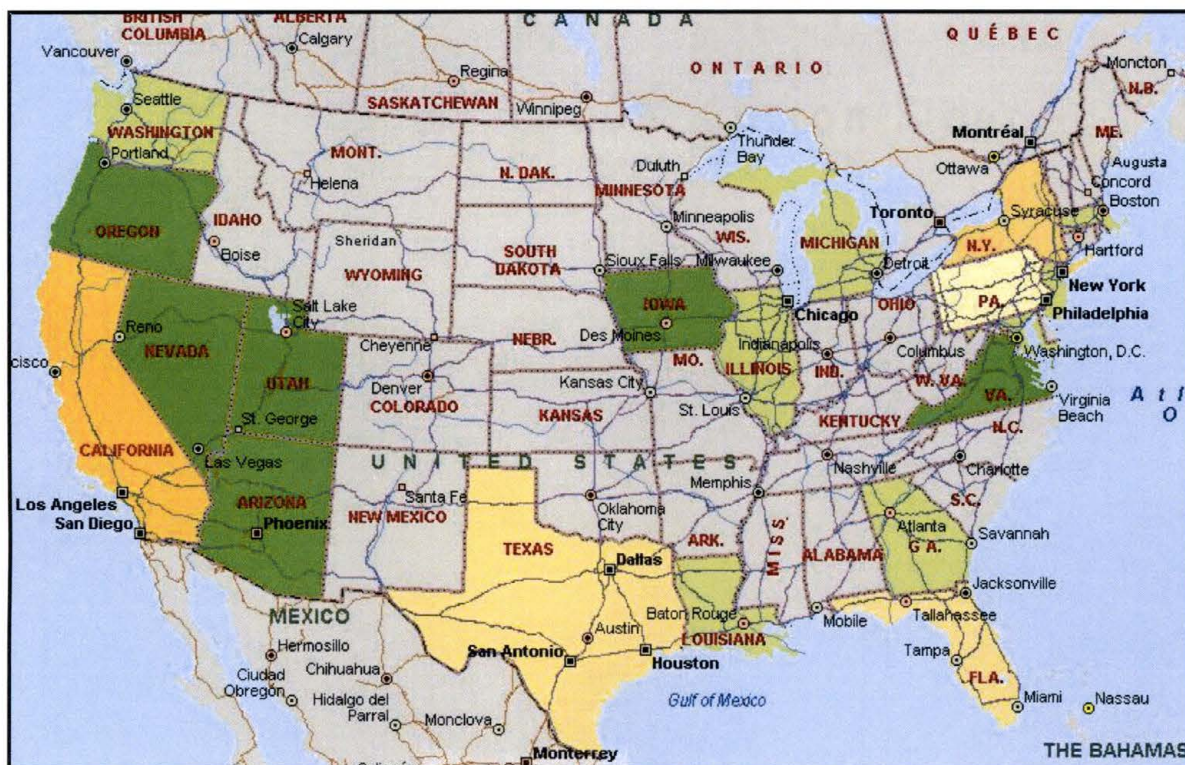 CANADA
BRITISH
COLUMBIA
ALBERTA
Calgary
QUÉBEC
Vancouver
Regina
ONTARIO
Moncton
N.B.
SASKATCHEWAN
Winnipeg
Seattle
WASHINGTON
Portland
MONT.
Helena
N. DAK.
Duluth
Thunder
Bay
MINNESOTA
Montréal
Ottawa
ME.
Augusta
Concord
Boston
OREGON
IDAHO
Boise
Sheridan
WYOMING
SOUTH
DAKOTA
Minneapolis
WIS.
Sioux Falls
Milwaukee
MICHIGAN
Toronto
Syracuse
N.Y.
Hartford
Detroit
New York
Salt Lake
City
Reno
NEVADA
UTAH
Cheyenne
NEBR.
IOWA
Des Moines
Chicago
OHIO
PA.
Philadelphia
Indianapolis
Columbus
Washington, D.C.
cisco
Denver
COLORADO
Kansas City
KANSAS
MO.
ILLINOIS
IND.
W. VA.
VA.
Virginia
Beach
St. George
St. Louis
KENTUCKY
N.C.
Atl
O
CALIFORNIA
Las Vegas
UNITED STATES
Nashville
Charlotte
Memphis
Los Angeles
San Diego
ARIZONA
Phoenix
Santa Fe
NEW MEXICO
Oklahoma
City
S.C.
Atlanta
GA.
Savannah
TEXAS
Dallas
ARK.
MISS.
ALABAMA
Jacksonville
MÉXICO
Baton Rouge
LOUISIANA
Mobile
Tallahassee
Hermosillo
Austin
Ciudad
Obregón
Chihuahua
San Antonio
Houston
Tampa
FLA.
Hidalgo del
Parral
Monclova
Gulf of Mexico
Miami
Nassau
Monterrey
THE BAHAMAS